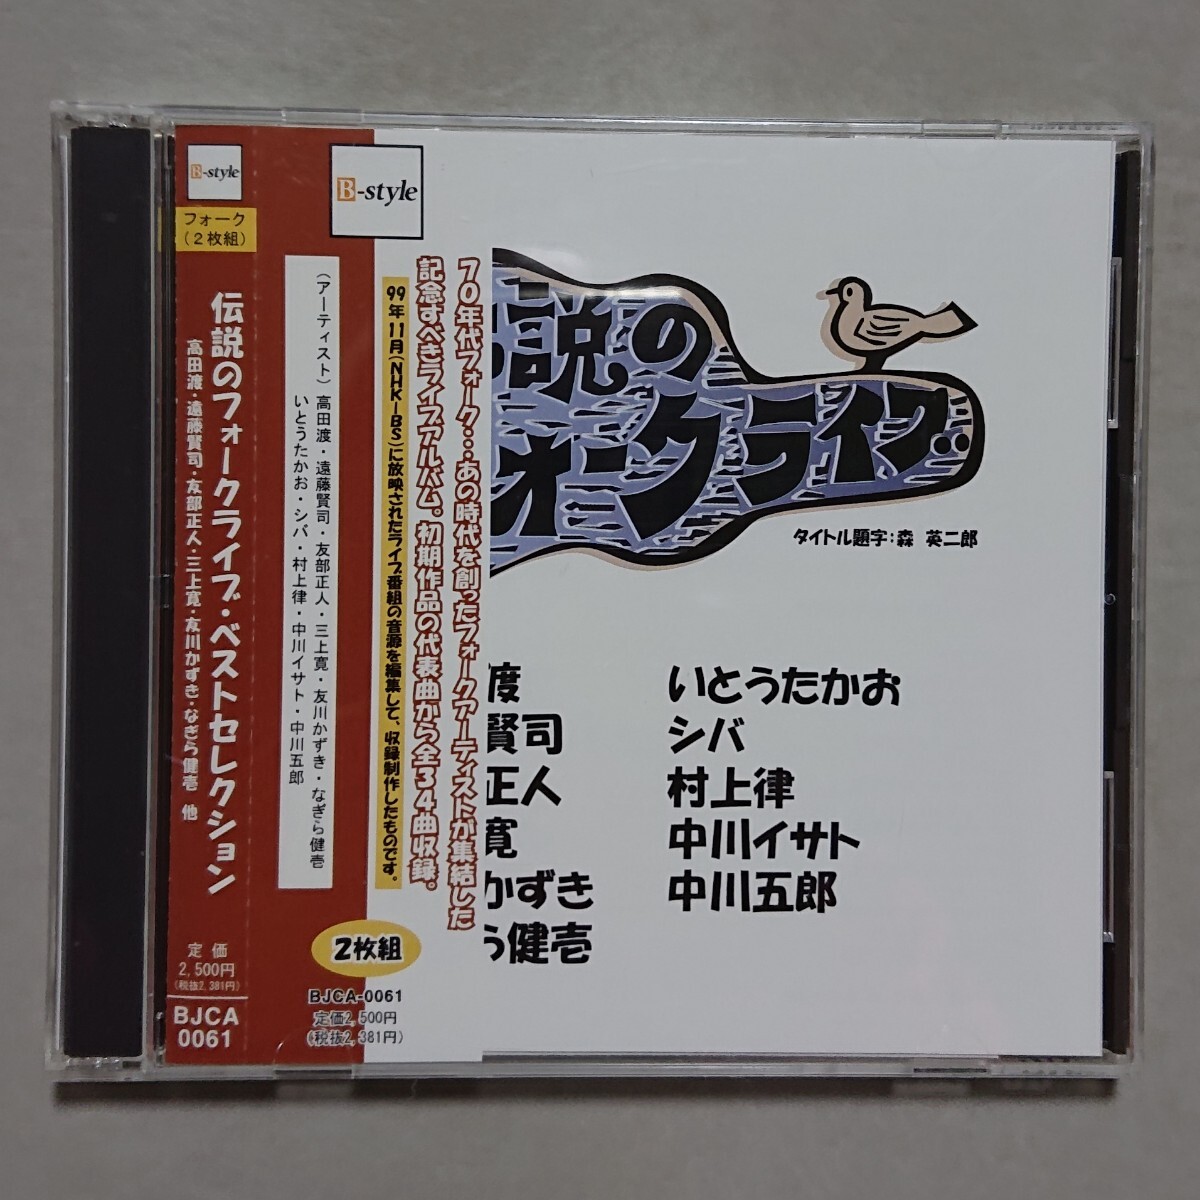 B-style
フォーク
(2枚組)
伝説のフォークライブ・ベストセレクション
高田渡・遠藤賢司・友部正人・三上寛・友川かずき・なぎら健壱 他
定価
2,500円
(税抜2,381円)
BJCA
0061
B-style
70年代フォーク…あの時代を創ったフォークアーティストが集結した
記念すべきライブアルバム。初期作品の代表曲から全34曲収録。
99年11月(NHK-BS)に放映されたライブ番組の音源を編集して、収録制作したものです。
(アーティスト) 高田渡・遠藤賢司・友部正人・三上寛・友川かずき・なぎら健壱
いとうたかお・シバ・村上律・中川イサト・中川五郎
2枚組
BJCA-0061
定価2,500円
(税抜2,381円)
説の
ォークライブ
タイトル題字:森 英二郎
渡
賢司
正人
寛
かずき
ら健壱
いとうたかお
シバ
村上律
中川イサト
中川五郎